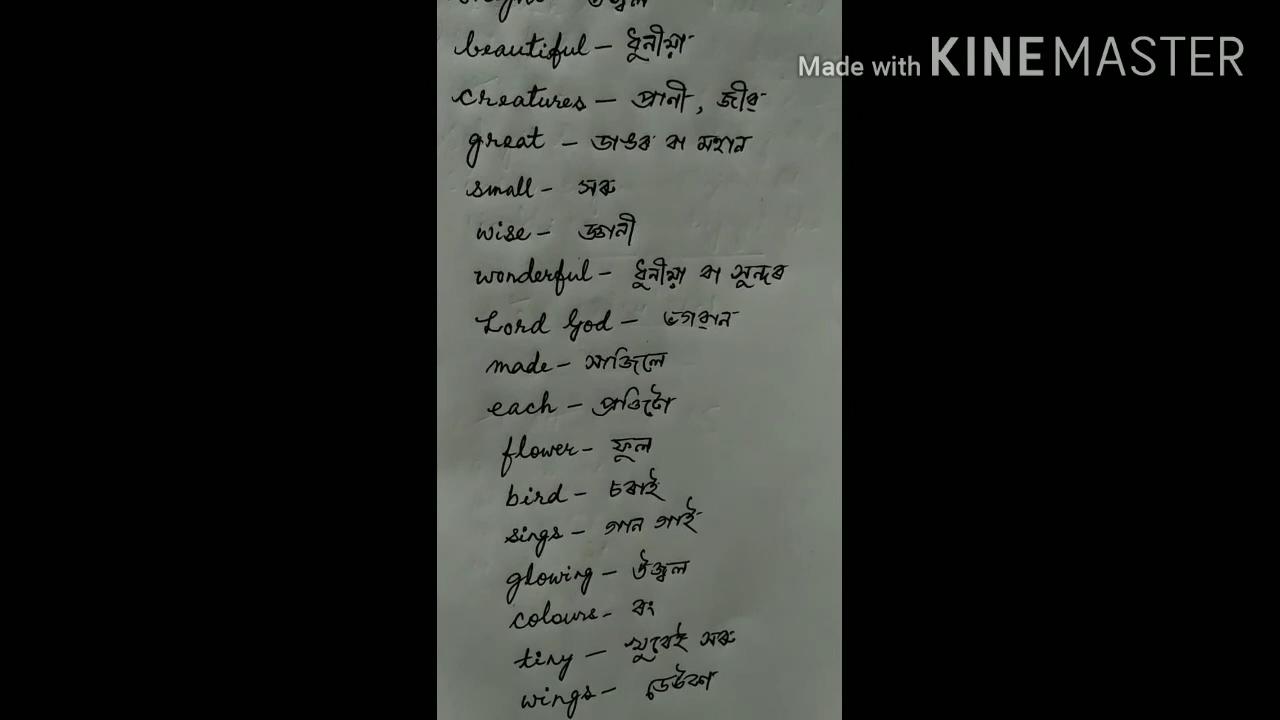 beautiful – ধুনীয়া
Made with KINEMASTER
creatures – প্ৰানী, জীৱ
great – ডাঙৰ বা মহান
small – সৰু
wise – জ্ঞানী
wonderful – ধুনীয়া বা সুন্দৰ
Lord God – ভগৱান
made – সাজিলে
each – প্ৰতিটো
flower – ফুল
bird – চৰাই
sings – গান গাই
glowing – উজ্বল
colours – ৰং
tiny – খুবেই সৰু
wings –